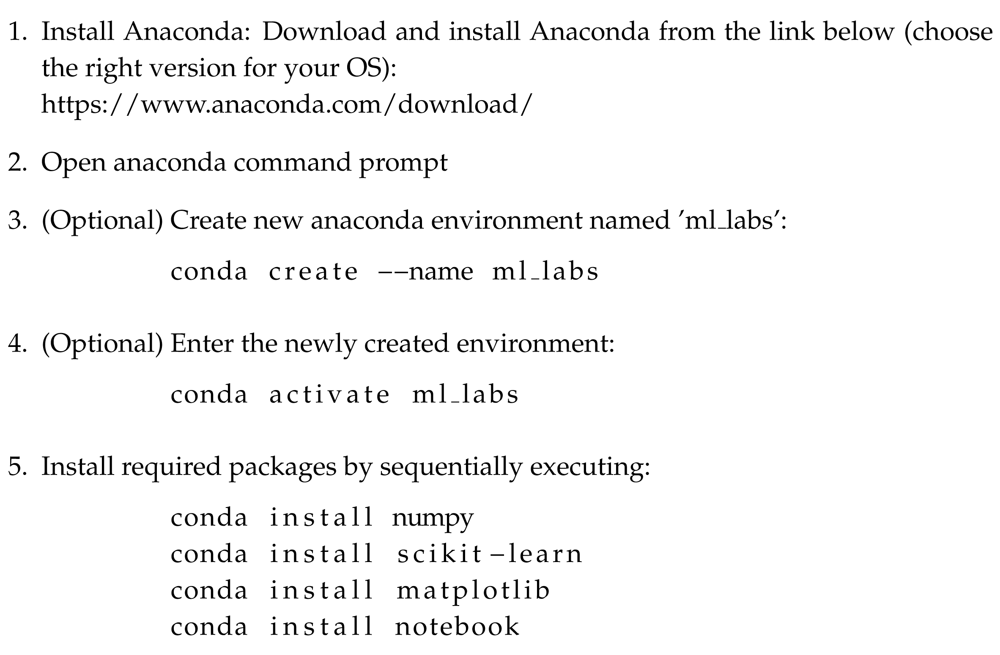 1. Install Anaconda: Download and install Anaconda from the link below (choose
the right version for your OS):
https://www.anaconda.com/download/
2. Open anaconda command prompt
3. (Optional) Create new anaconda environment named ’ml_labs’:
conda create --name ml_labs
4. (Optional) Enter the newly created environment:
conda activate ml_labs
5. Install required packages by sequentially executing:
conda install numpy
conda install scikit-learn
conda install matplotlib
conda install notebook